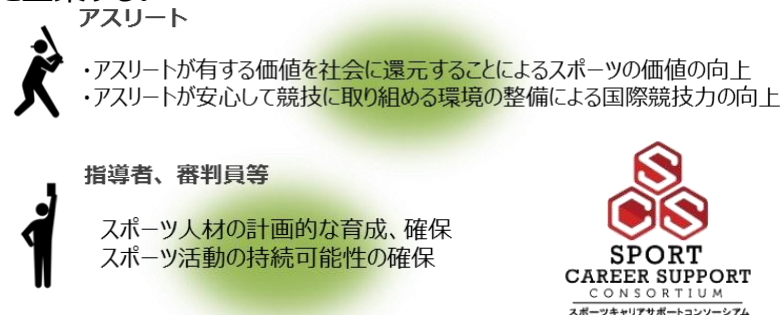 アスリート
・アスリートが有する価値を社会に還元することによるスポーツの価値の向上
・アスリートが安心して競技に取り組める環境の整備による国際競技力の向上
指導者、審判員等
スポーツ人材の計画的な育成、確保
スポーツ活動の持続可能性の確保
S
C
C S
SPORT
CAREER SUPPORT
CONSORTIUM
スポーツキャリアサポートコンソーシアム